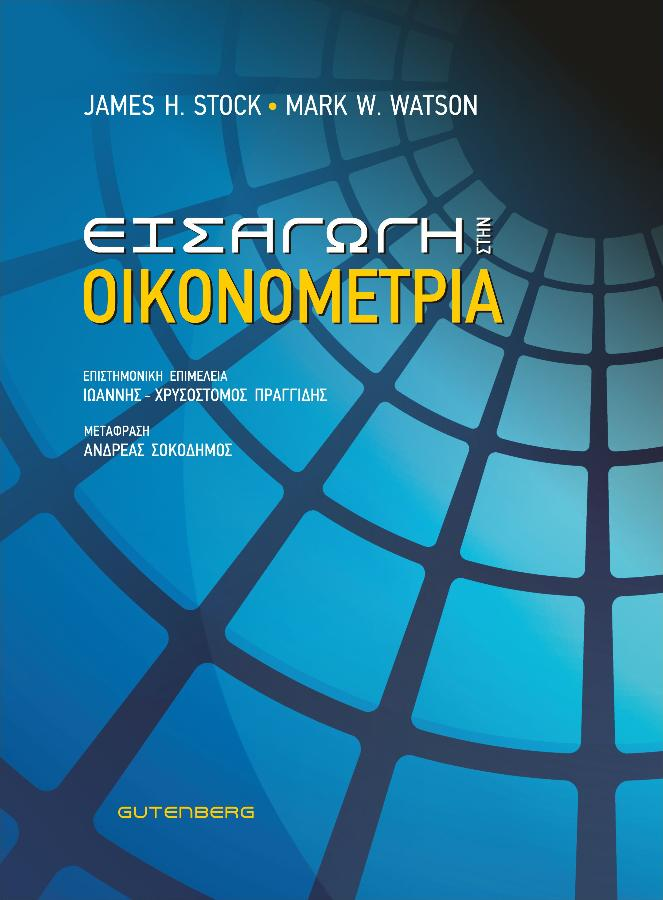 JAMES H. STOCK • MARK W. WATSON
ΕΙΣΑΓΩΓΗ ΣΤΗΝ
ΟΙΚΟΝΟΜΕΤΡΙΑ
ΕΠΙΣΤΗΜΟΝΙΚΗ ΕΠΙΜΕΛΕΙΑ
ΙΩΑΝΝΗΣ - ΧΡΥΣΟΣΤΟΜΟΣ ΠΡΑΓΓΙΔΗΣ
ΜΕΤΑΦΡΑΣΗ
ΑΝΔΡΕΑΣ ΣΟΚΟΔΗΜΟΣ
GUTENBERG